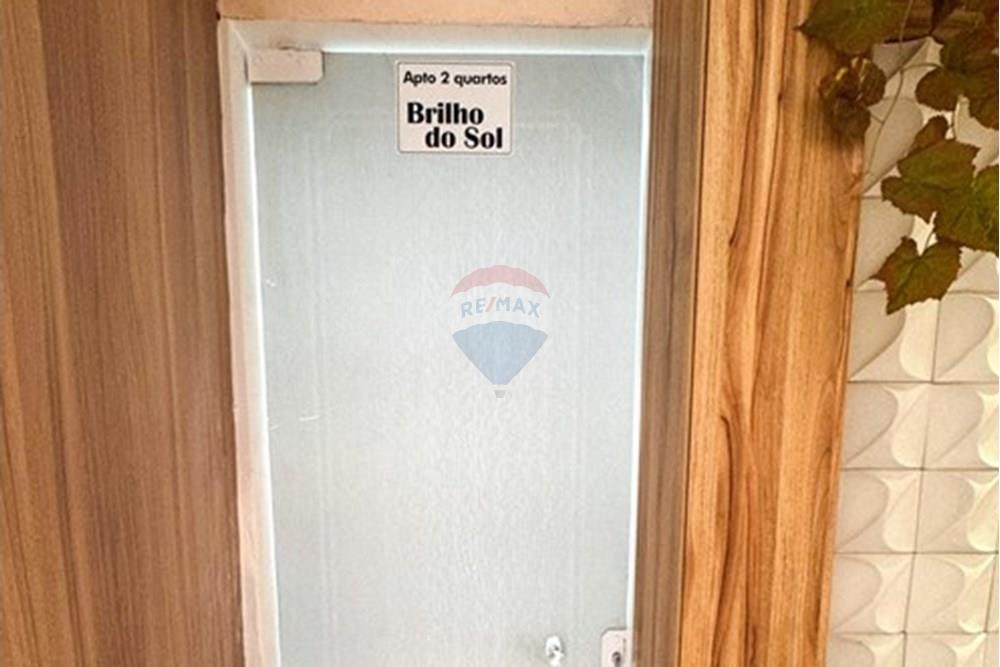 Apto 2 quartos
Brilho
do Sol
RE/MAX